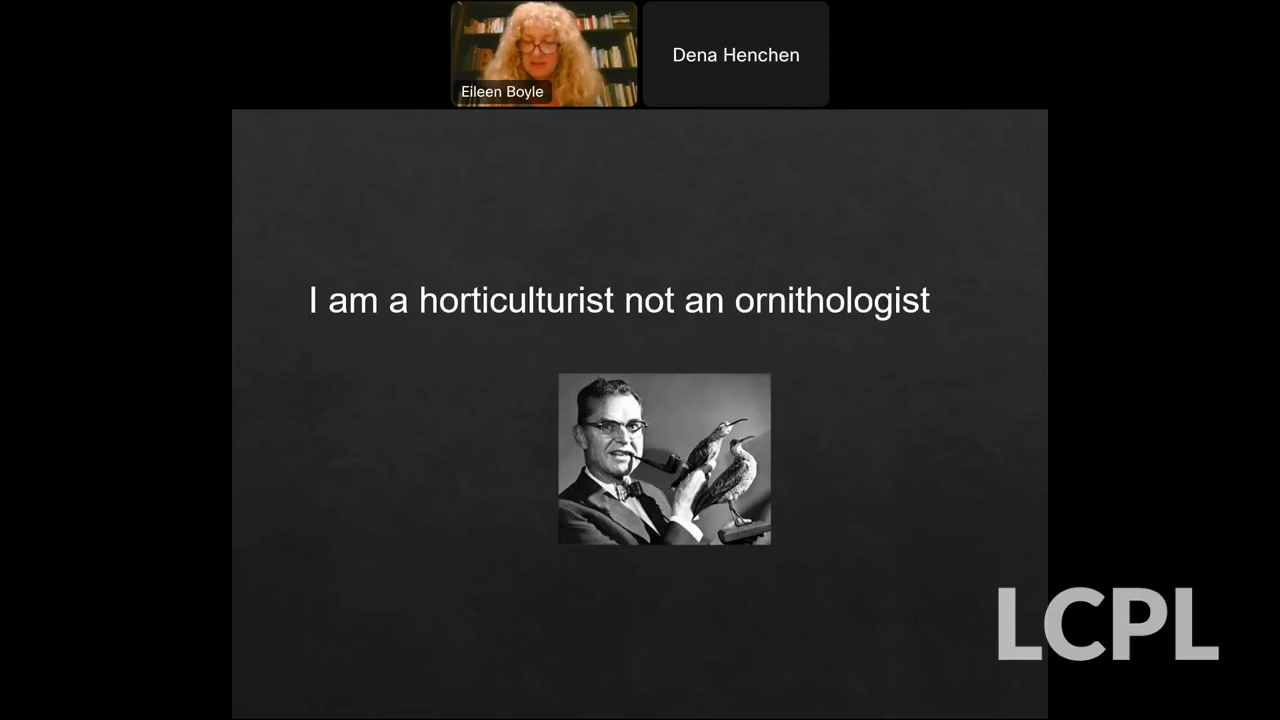 Dena Henchen
Eileen Boyle
I am a horticulturist not an ornithologist
LCPL